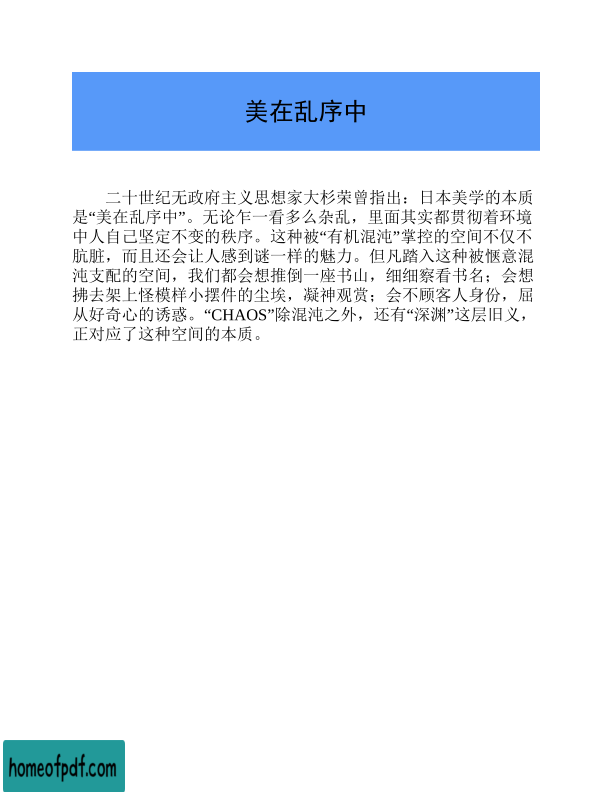 美在乱序中
二十世纪无政府主义思想家大杉荣曾指出：日本美学的本质
是“美在乱序中”。无论乍一看多么杂乱，里面其实都贯彻着环境
中人自己坚定不变的秩序。这种被“有机混沌”掌控的空间不仅不
肮脏，而且还会让人感到谜一样的魅力。但凡踏入这种被惬意混
沌支配的空间，我们都会想推倒一座书山，细细察看书名；会想
拂去架上怪模样小摆件的尘埃，凝神观赏；会不顾客人身份，屈
从好奇心的诱惑。“CHAOS”除混沌之外，还有“深渊”这层旧义，
正对应了这种空间的本质。
homeofpdf.com